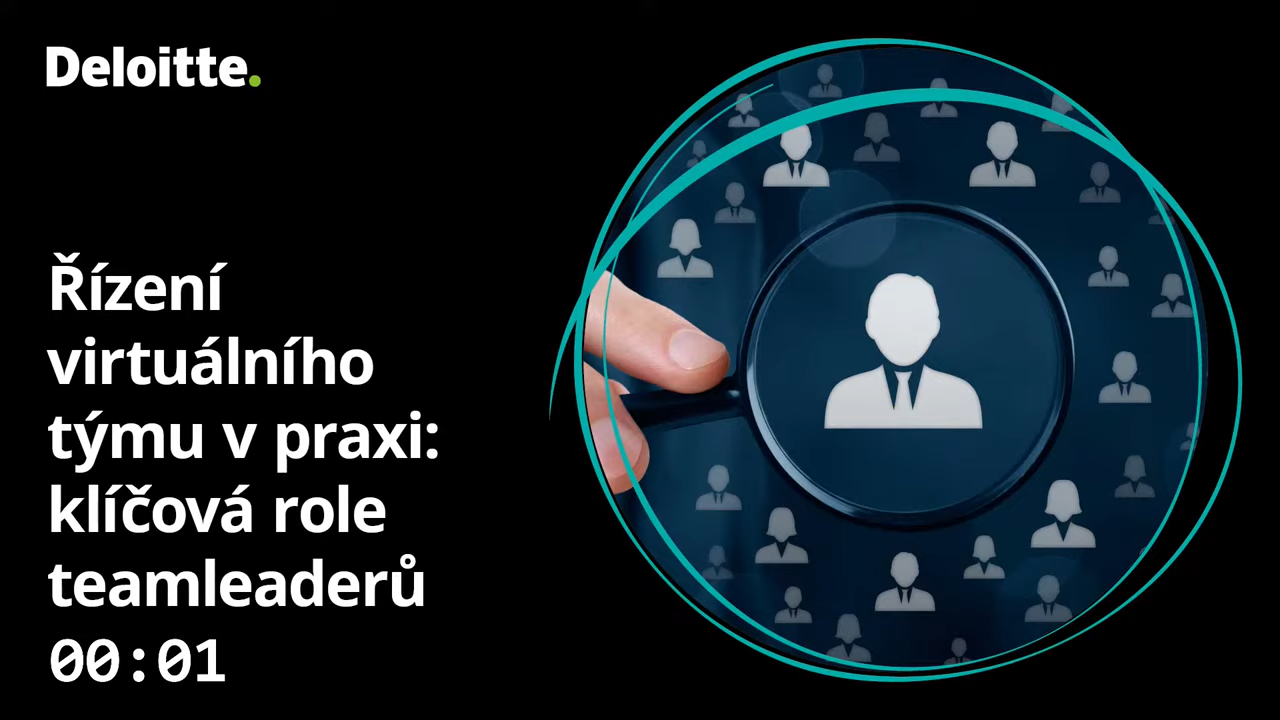 Deloitte.
Řízení
virtuálního
týmu v praxi:
klíčová role
teamleaderů
00:01